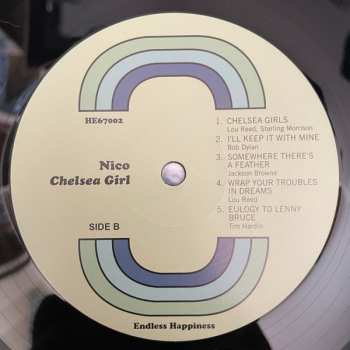 HE67002
Nico
Chelsea Girl
SIDE B
1. CHELSEA GIRLS
Lou Reed, Sterling Morrison
2. I'LL KEEP IT WITH MINE
Bob Dylan
3. SOMEWHERE THERE'S
A FEATHER
Jackson Browne
4. WRAP YOUR TROUBLES
IN DREAMS
Lou Reed
5. EULOGY TO LENNY
BRUCE
Tim Hardin
Endless Happiness